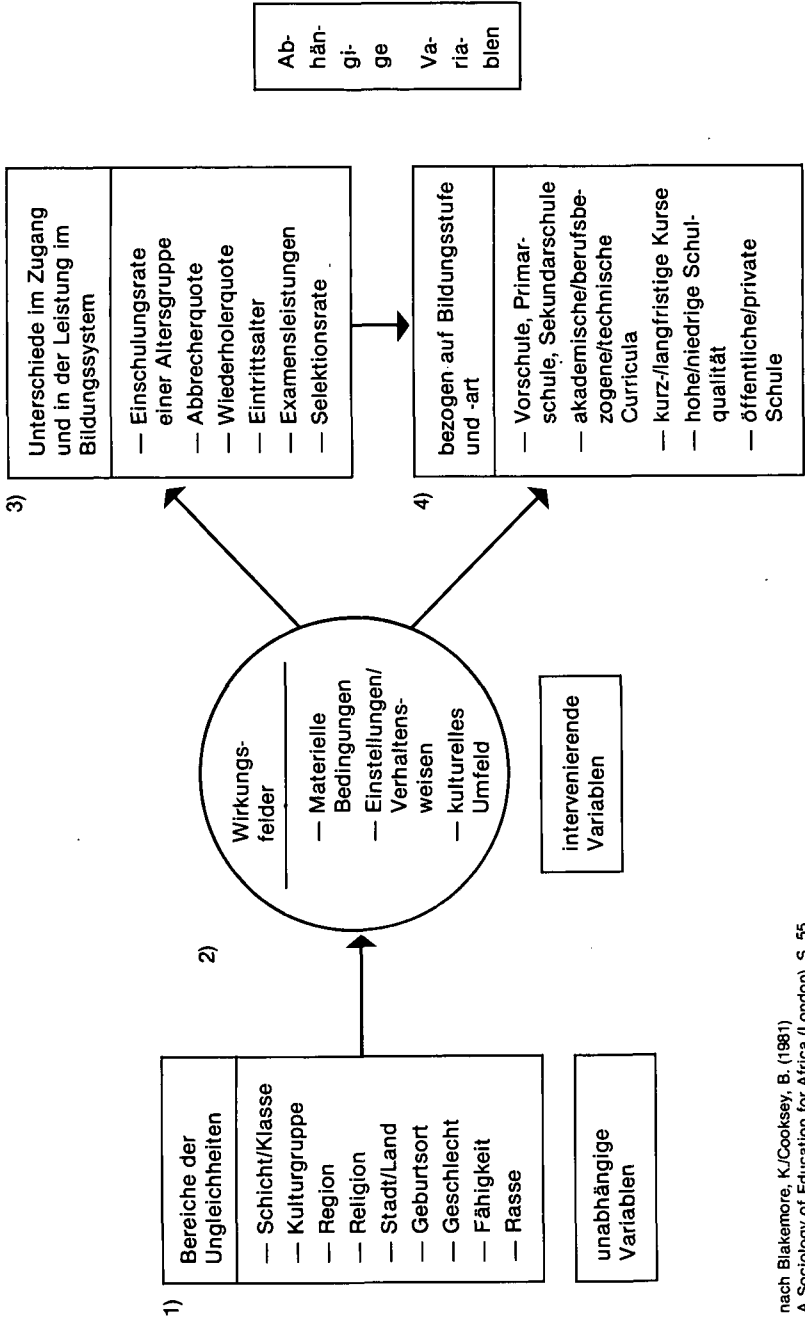 1)
Bereiche der
Ungleichheiten
— Schicht/Klasse
— Kulturgruppe
— Region
— Religion
— Stadt/Land
— Geburtsort
— Geschlecht
— Fähigkeit
— Rasse
unabhängige
Variablen
2)
Wirkungs-
felder
— Materielle
Bedingungen
— Einstellungen/
Verhaltens-
weisen
— kulturelles
Umfeld
intervenierende
Variablen
3)
Unterschiede im Zugang
und in der Leistung im
Bildungssystem
— Einschulungsrate
einer Altersgruppe
— Abbrecherquote
— Wiederholerquote
— Eintrittsalter
— Examensleistungen
— Selektionsrate
4)
bezogen auf Bildungsstufe
und -art
— Vorschule, Primar-
schule, Sekundarschule
— akademische/berufsbe-
zogene/technische
Curricula
— kurz-/langfristige Kurse
— hohe/niedrige Schul-
qualität
— öffentliche/private
Schule
Ab-
hän-
gi-
ge
Va-
ria-
blen
nach Blakemore, K./Cooksey, B. (1981)
A Sociology of Education for Africa (London), S. 55